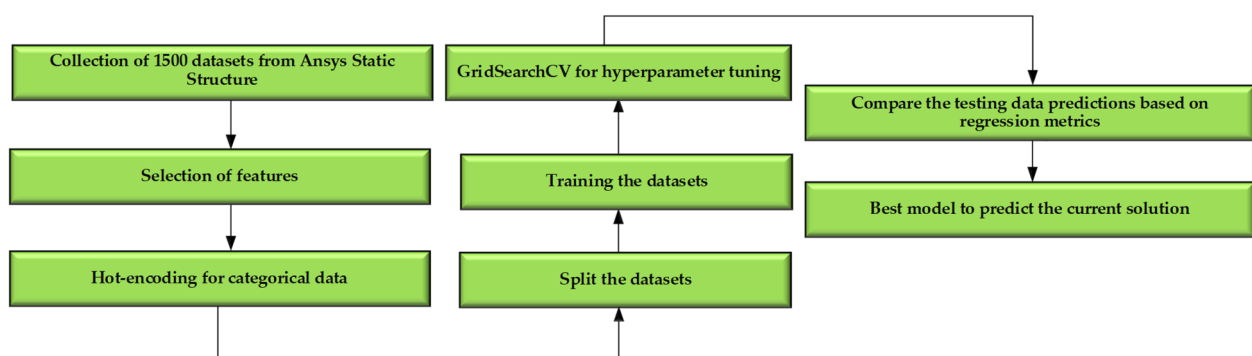 Collection of 1500 datasets from Ansys Static
Structure
Selection of features
Hot-encoding for categorical data
Split the datasets
Training the datasets
GridSearchCV for hyperparameter tuning
Compare the testing data predictions based on
regression metrics
Best model to predict the current solution